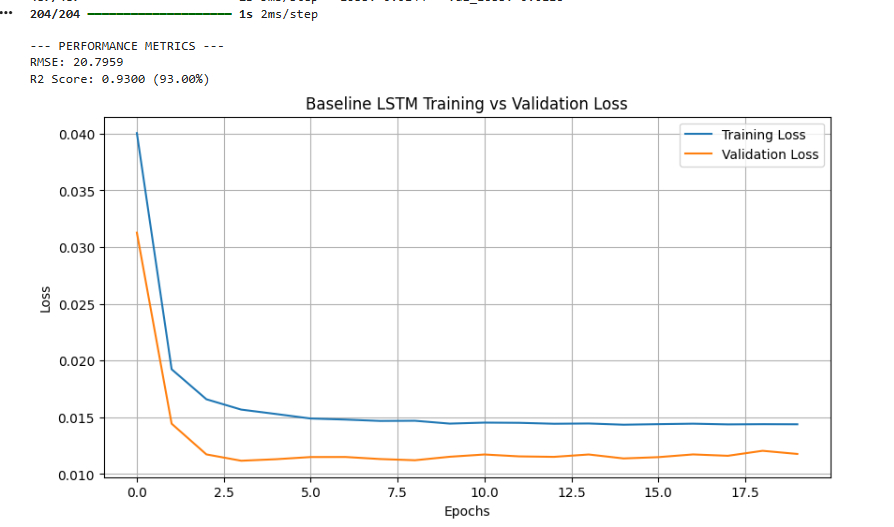 204/204 ━━━━━━━━━━━━━━━━━━━━ 1s 2ms/step
--- PERFORMANCE METRICS ---
RMSE: 20.7959
R2 Score: 0.9300 (93.00%)
Baseline LSTM Training vs Validation Loss
Training Loss
Validation Loss
0.040
0.035
0.030
0.025
0.020
0.015
0.010
Loss
0.0 2.5 5.0 7.5 10.0 12.5 15.0 17.5
Epochs